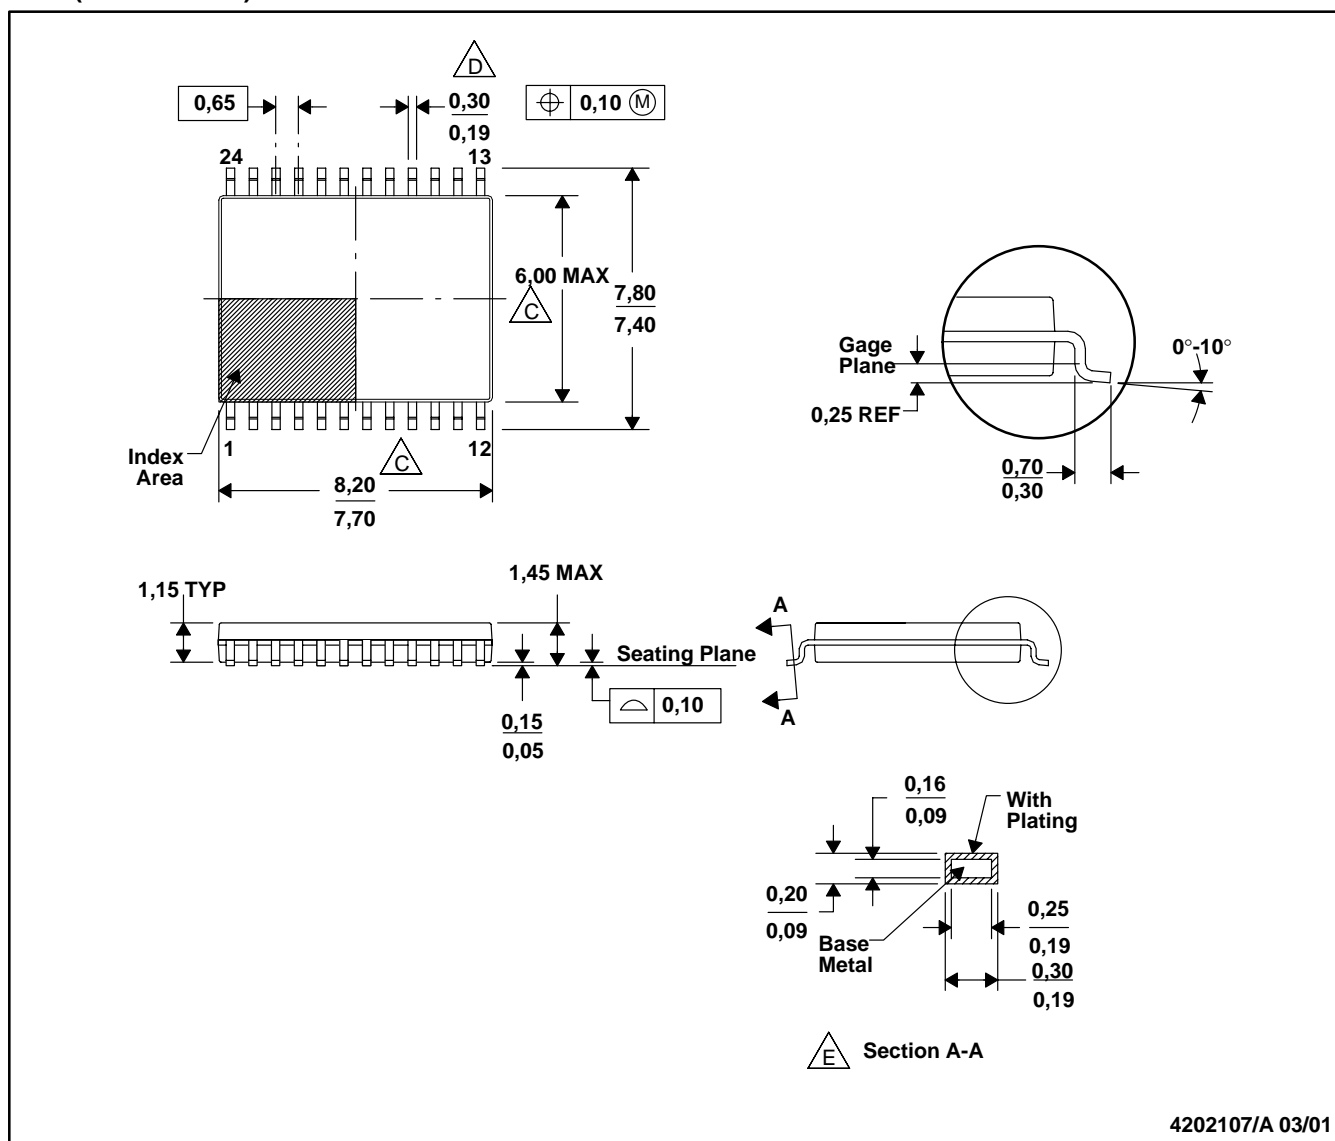 D
0,65
0,30
0,19
0,10 M
24
13
6,00 MAX
C
7,80
7,40
Index
Area
1
12
C
8,20
7,70
Gage
Plane
0,25 REF
0°-10°
0,70
0,30
1,15 TYP
1,45 MAX
Seating Plane
0,10
0,15
0,05
A
A
0,16
0,09
With
Plating
0,20
0,09
Base
Metal
0,25
0,19
0,30
0,19
E Section A-A
4202107/A 03/01